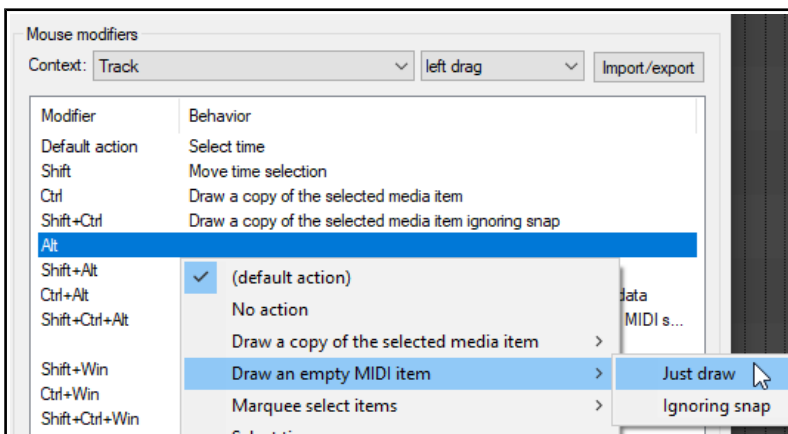 Mouse modifiers
Context: Track left drag Import/export
Modifier Behavior
Default action Select time
Shift Move time selection
Ctrl Draw a copy of the selected media item
Shift+Ctrl Draw a copy of the selected media item ignoring snap
Alt
Shift+Alt (default action)
Ctrl+Alt data
No action
Shift+Ctrl+Alt MIDI s...
Draw a copy of the selected media item >
Shift+Win Draw an empty MIDI item > Just draw
Ctrl+Win
Marquee select items > Ignoring snap
Shift+Ctrl+Win